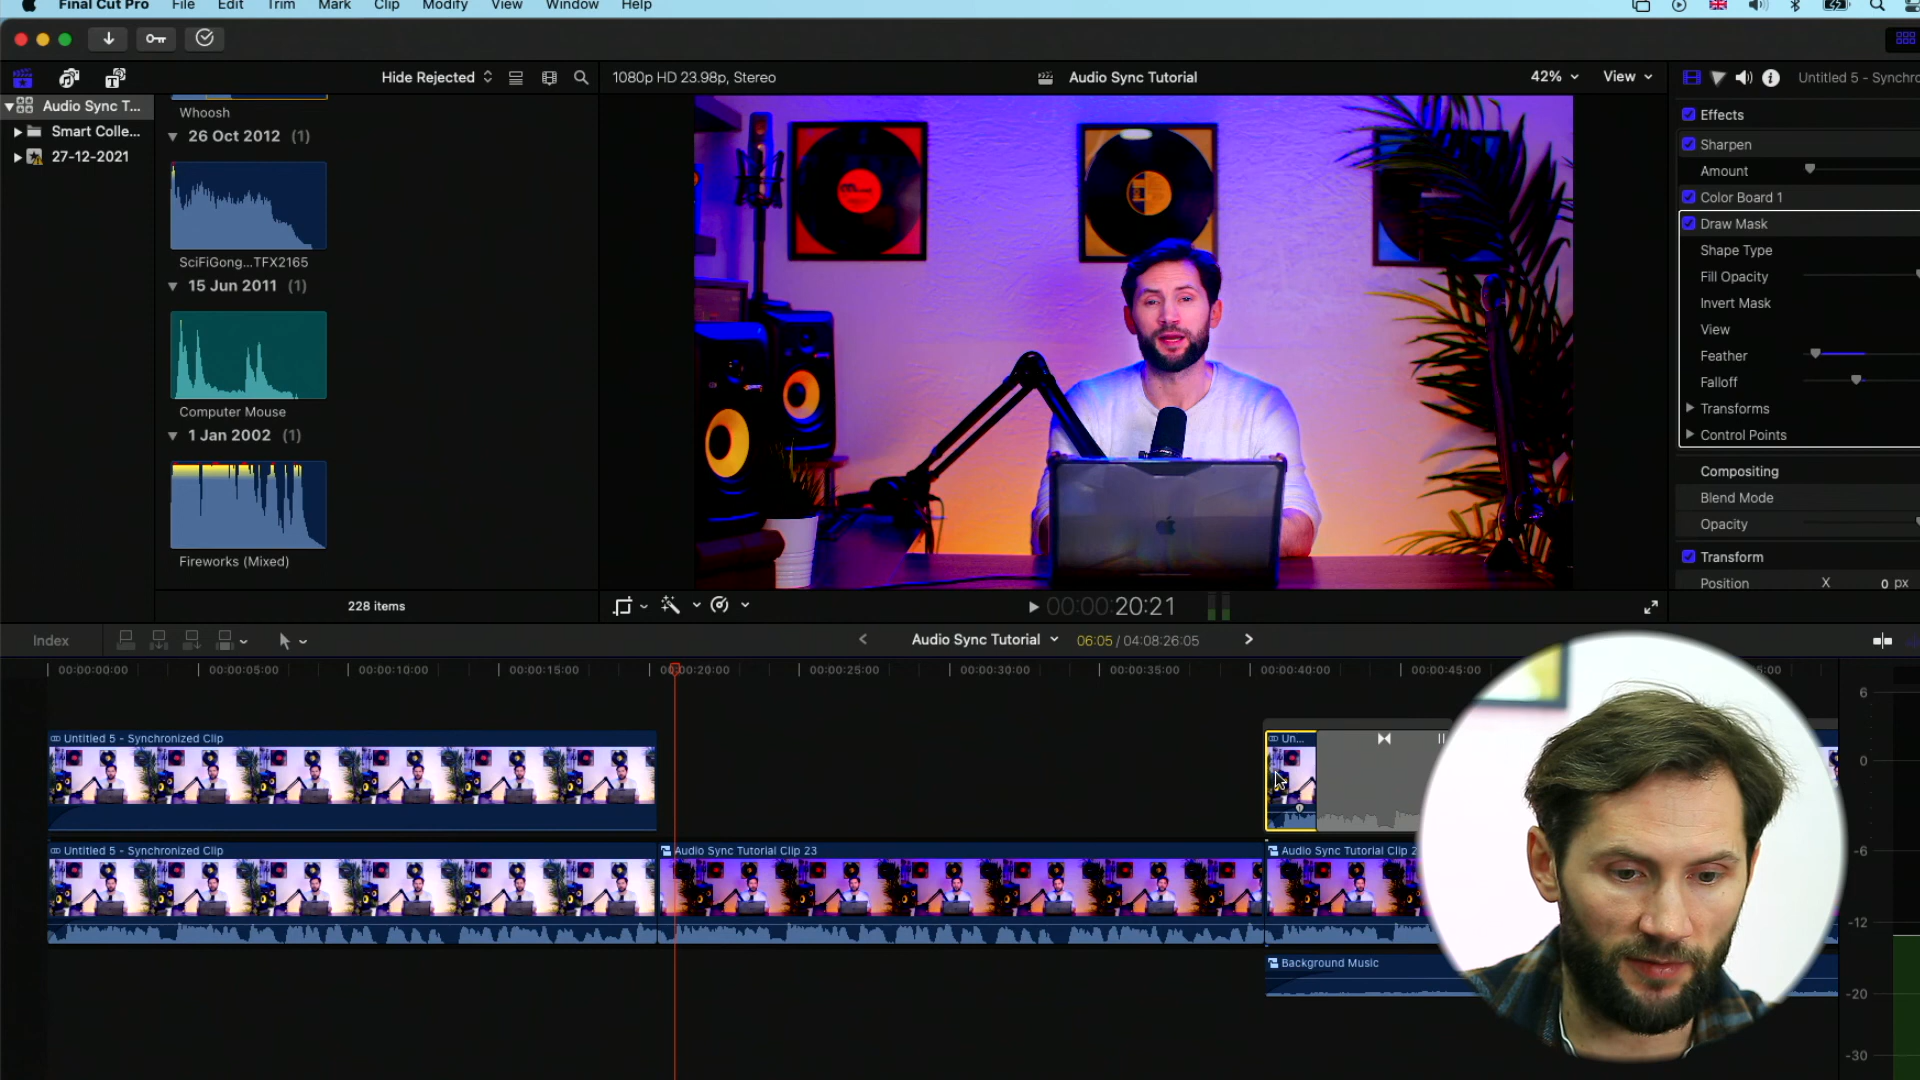 Final Cut Pro File Edit Trim Mark Clip Modify View Window Help
Hide Rejected
1080p HD 23.98p, Stereo
Audio Sync Tutorial
42%
View
Untitled 5 - Synchro
Audio Sync T...
Smart Colle...
27-12-2021
Whoosh
26 Oct 2012 (1)
SciFiGong...TFX2165
15 Jun 2011 (1)
Computer Mouse
1 Jan 2002 (1)
Fireworks (Mixed)
228 items
Effects
Sharpen
Amount
Color Board 1
Draw Mask
Shape Type
Fill Opacity
Invert Mask
View
Feather
Falloff
Transforms
Control Points
Compositing
Blend Mode
Opacity
Transform
Position X 0 px
00:00:20:21
Index
Audio Sync Tutorial
06:05 / 04:08:26:05
00:00:00:00 00:00:05:00 00:00:10:00 00:00:15:00 00:00:20:00 00:00:25:00 00:00:30:00 00:00:35:00 00:00:40:00 00:00:45:00
Untitled 5 - Synchronized Clip
Un...
Untitled 5 - Synchronized Clip
Audio Sync Tutorial Clip 23
Audio Sync Tutorial Clip 2
Background Music
6
0
-6
-12
-20
-30